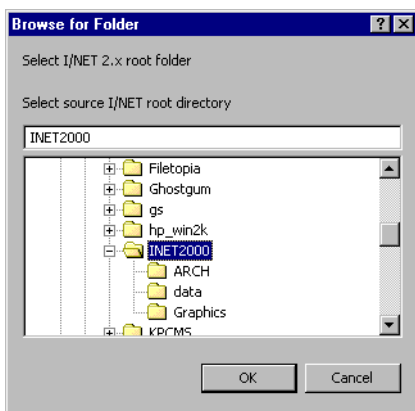 Browse for Folder
Select I/NET 2.x root folder
Select source I/NET root directory
INET2000
Filetopia
Ghostgum
gs
hp_win2k
INET2000
ARCH
data
Graphics
KPCMS
OK Cancel